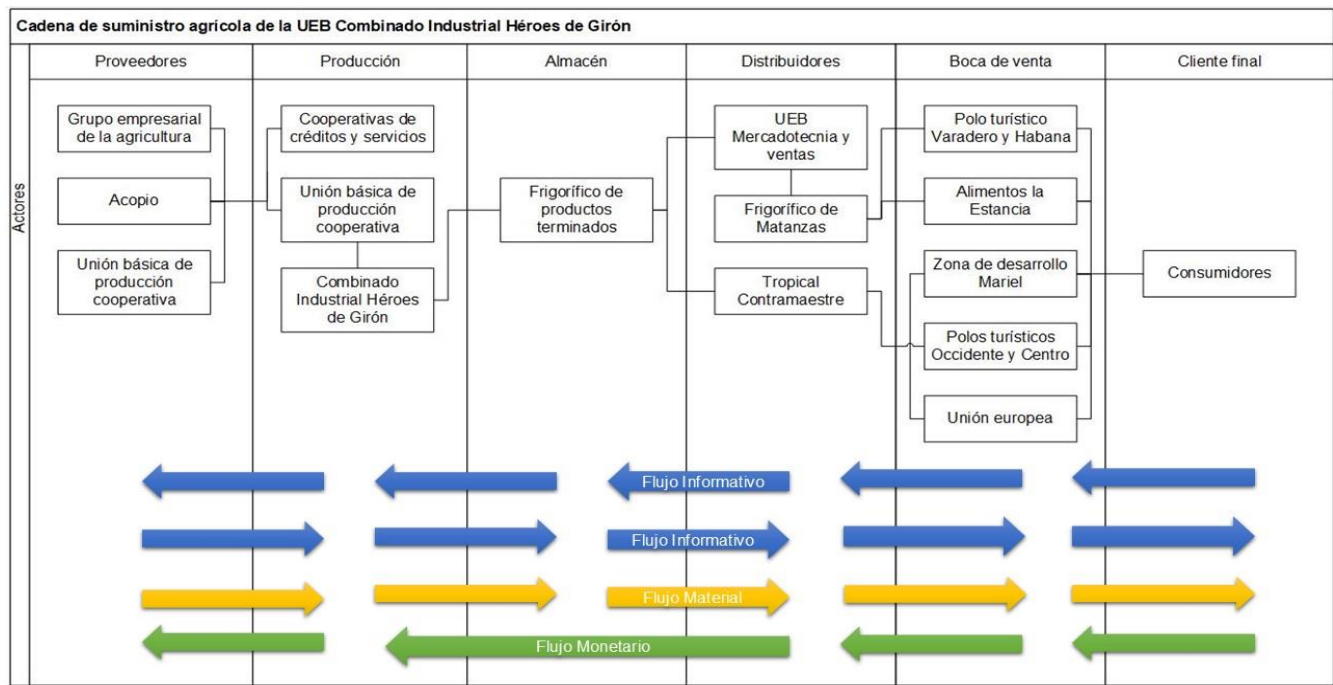 Cadena de suministro agrícola de la UEB Combinado Industrial Héroes de Girón
Actores
Proveedores
Producción
Almacén
Distribuidores
Boca de venta
Cliente final
Grupo empresarial
de la agricultura
Acopio
Unión básica de
producción
cooperativa
Cooperativas de
créditos y servicios
Unión básica de
producción
cooperativa
Combinado
Industrial Héroes
de Girón
Frigorífico de
productos
terminados
UEB
Mercadotecnia y
ventas
Frigorífico de
Matanzas
Tropical
Contramaestre
Polo turístico
Varadero y Habana
Alimentos la
Estancia
Zona de desarrollo
Mariel
Polos turísticos
Occidente y Centro
Unión europea
Consumidores
Flujo Informativo
Flujo Informativo
Flujo Material
Flujo Monetario